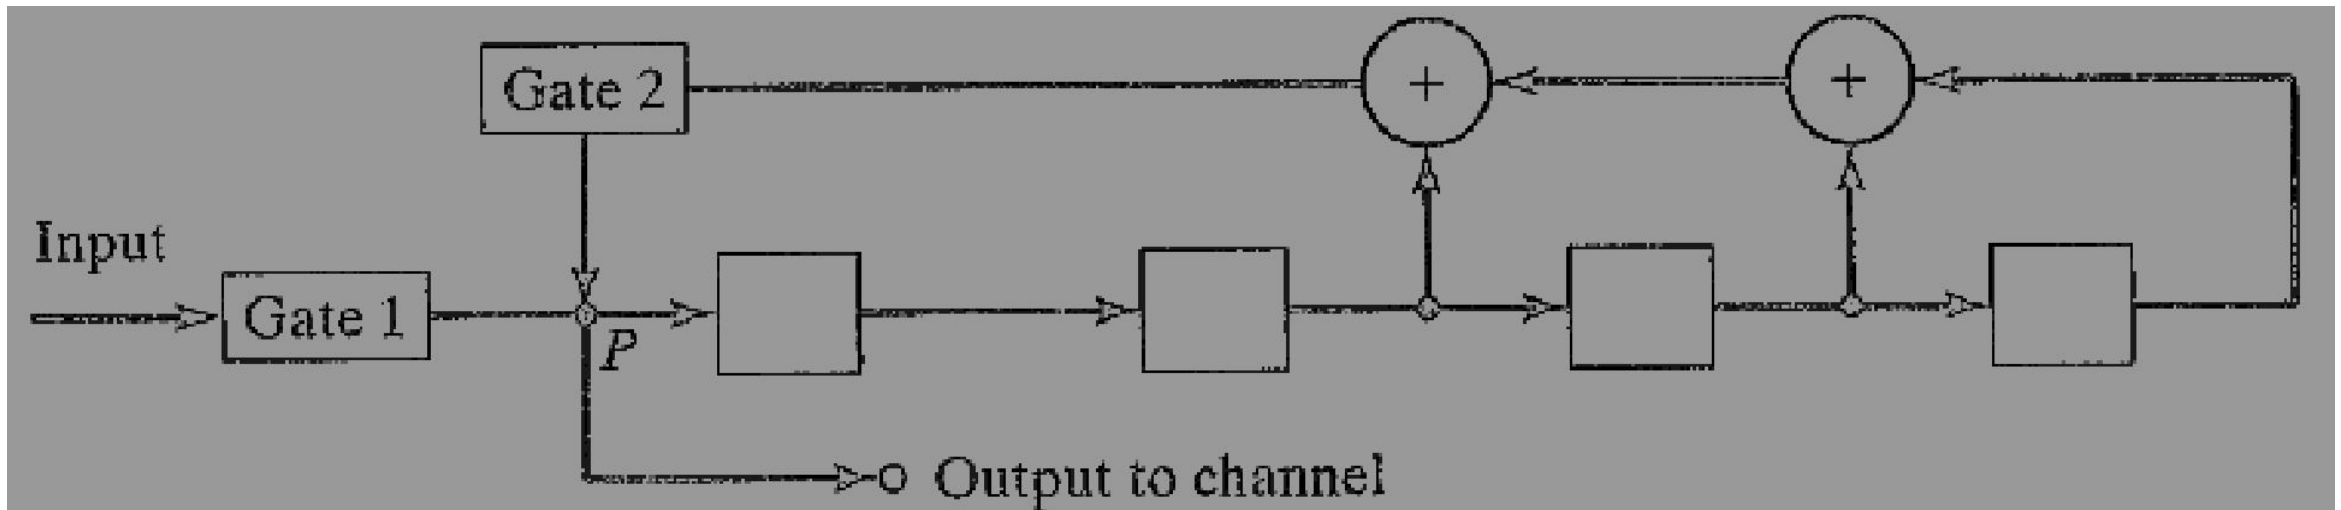 Gate 2
+
+
Input
Gate 1
P
Output to channel